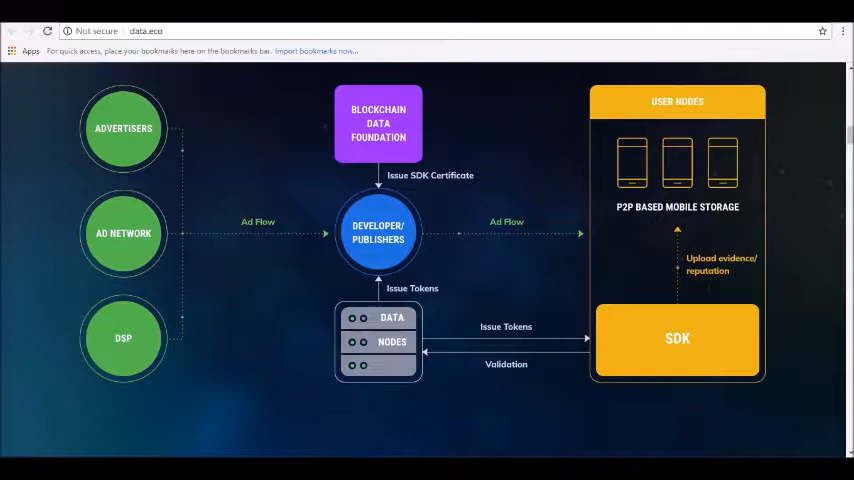 Not secure
data.eco
Apps
For quick access, place your bookmarks here on the bookmarks bar. Import bookmarks now...
ADVERTISERS
BLOCKCHAIN
DATA
FOUNDATION
USER NODES
Issue SDK Certificate
P2P BASED MOBILE STORAGE
AD NETWORK
Ad Flow
DEVELOPER/
PUBLISHERS
Ad Flow
Upload evidence/
reputation
Issue Tokens
DSP
DATA
NODES
Issue Tokens
Validation
SDK